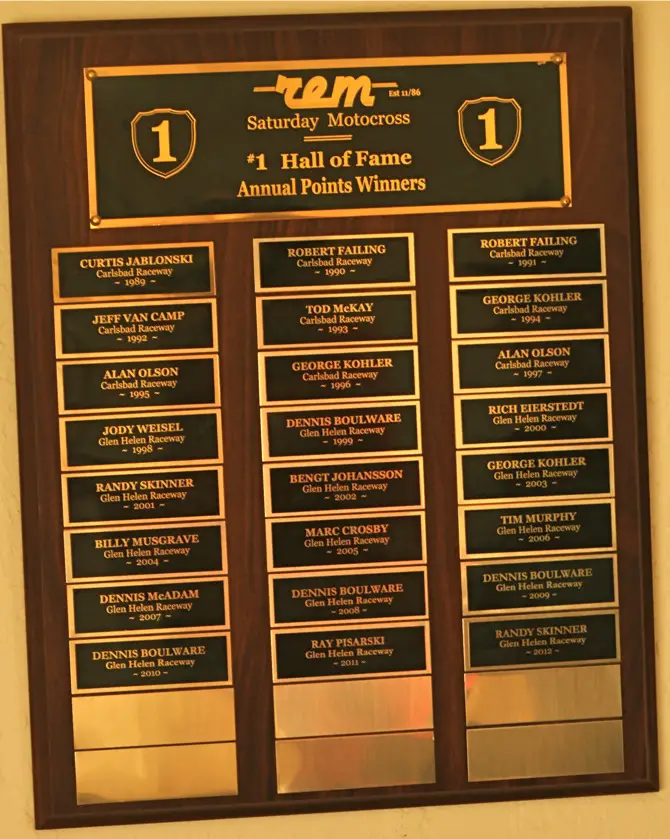 rem
Est 11/86
Saturday Motocross
1
1
#1 Hall of Fame
Annual Points Winners
CURTIS JABLONSKI
Carlsbad Raceway
~ 1989 ~
ROBERT FAILING
Carlsbad Raceway
~ 1990 ~
ROBERT FAILING
Carlsbad Raceway
~ 1991 ~
JEFF VAN CAMP
Carlsbad Raceway
~ 1992 ~
TOD McKAY
Carlsbad Raceway
~ 1993 ~
GEORGE KOHLER
Carlsbad Raceway
~ 1994 ~
ALAN OLSON
Carlsbad Raceway
~ 1995 ~
GEORGE KOHLER
Carlsbad Raceway
~ 1996 ~
ALAN OLSON
Carlsbad Raceway
~ 1997 ~
JODY WEISEL
Glen Helen Raceway
~ 1998 ~
DENNIS BOULWARE
Glen Helen Raceway
~ 1999 ~
RICH EIERSTEDT
Glen Helen Raceway
~ 2000 ~
RANDY SKINNER
Glen Helen Raceway
~ 2001 ~
BENGT JOHANSSON
Glen Helen Raceway
~ 2002 ~
GEORGE KOHLER
Glen Helen Raceway
~ 2003 ~
BILLY MUSGRAVE
Glen Helen Raceway
~ 2004 ~
MARC CROSBY
Glen Helen Raceway
~ 2005 ~
TIM MURPHY
Glen Helen Raceway
~ 2006 ~
DENNIS McADAM
Glen Helen Raceway
~ 2007 ~
DENNIS BOULWARE
Glen Helen Raceway
~ 2008 ~
DENNIS BOULWARE
Glen Helen Raceway
~ 2009 ~
DENNIS BOULWARE
Glen Helen Raceway
~ 2010 ~
RAY PISARSKI
Glen Helen Raceway
~ 2011 ~
RANDY SKINNER
Glen Helen Raceway
~ 2012 ~